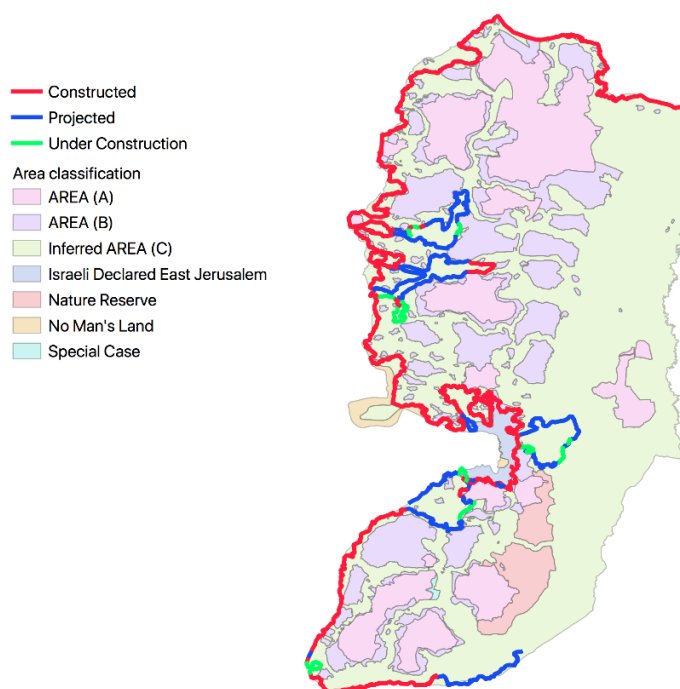 Constructed
Projected
Under Construction
Area classification
AREA (A)
AREA (B)
Inferred AREA (C)
Israeli Declared East Jerusalem
Nature Reserve
No Man's Land
Special Case